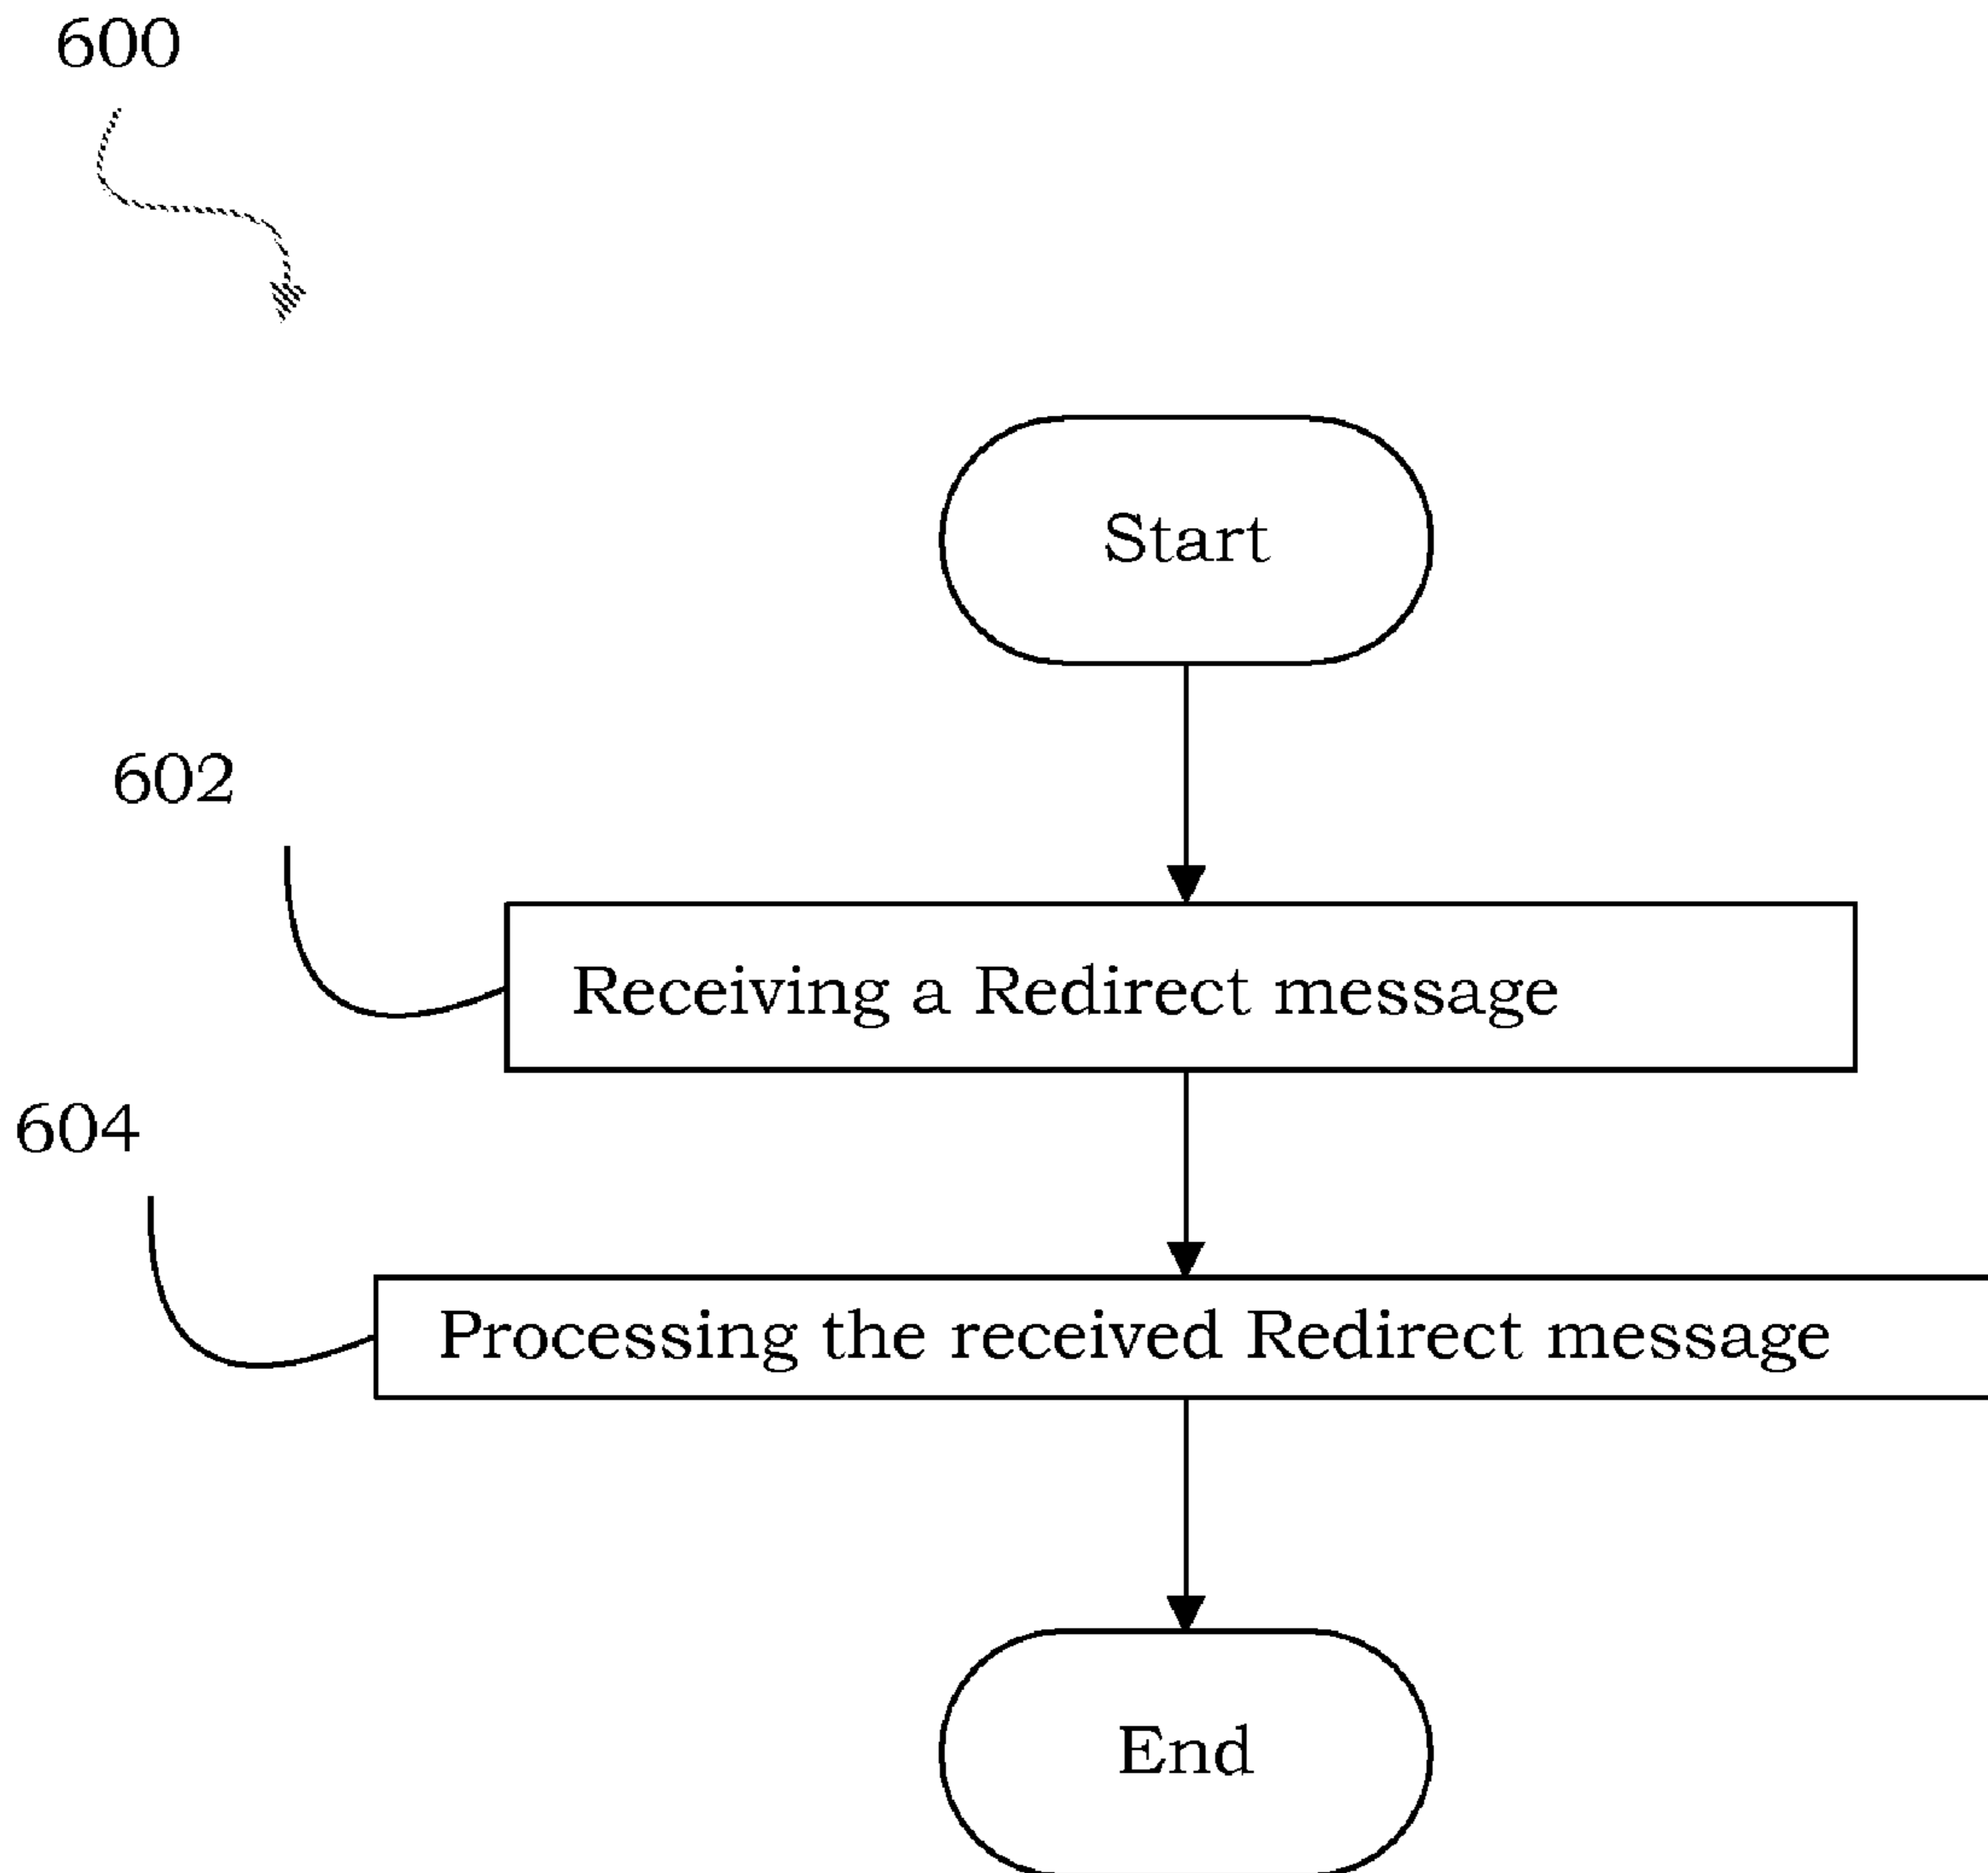 600
Start
602
Receiving a Redirect message
604
Processing the received Redirect message
End